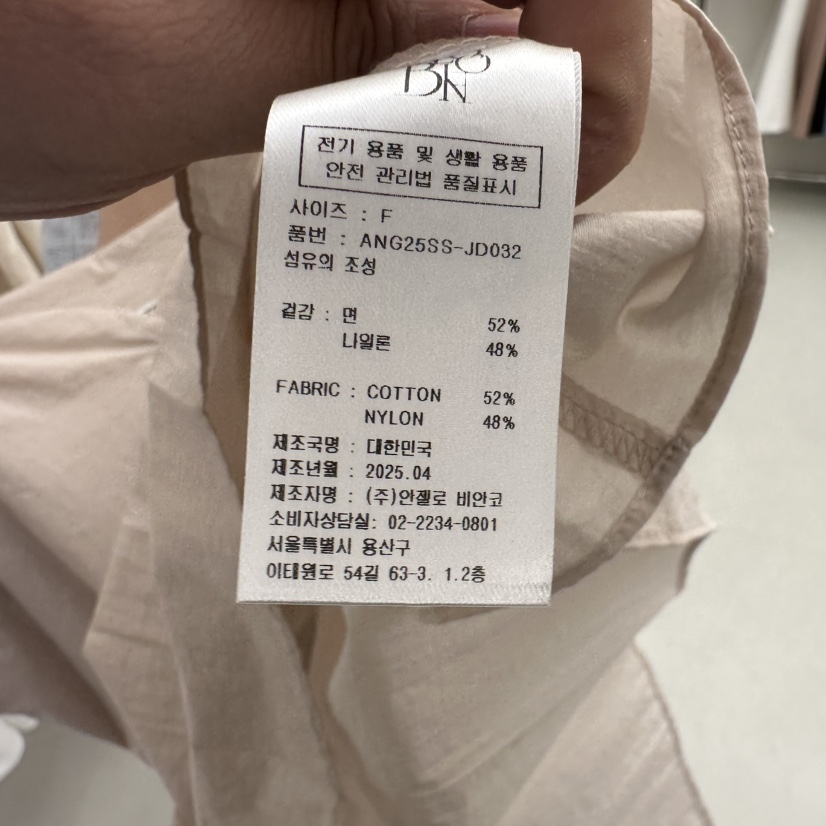 전기 용품 및 생활 용품
안전 관리법 품질표시
사이즈 : F
품번 : ANG25SS-JD032
섬유의 조성
겉감 : 면 52%
나일론 48%
FABRIC : COTTON 52%
NYLON 48%
제조국명 : 대한민국
제조년월 : 2025.04
제조자명 : (주)안젤로 비안코
소비자상담실: 02-2234-0801
서울특별시 용산구
이태원로 54길 63-3. 1.2층